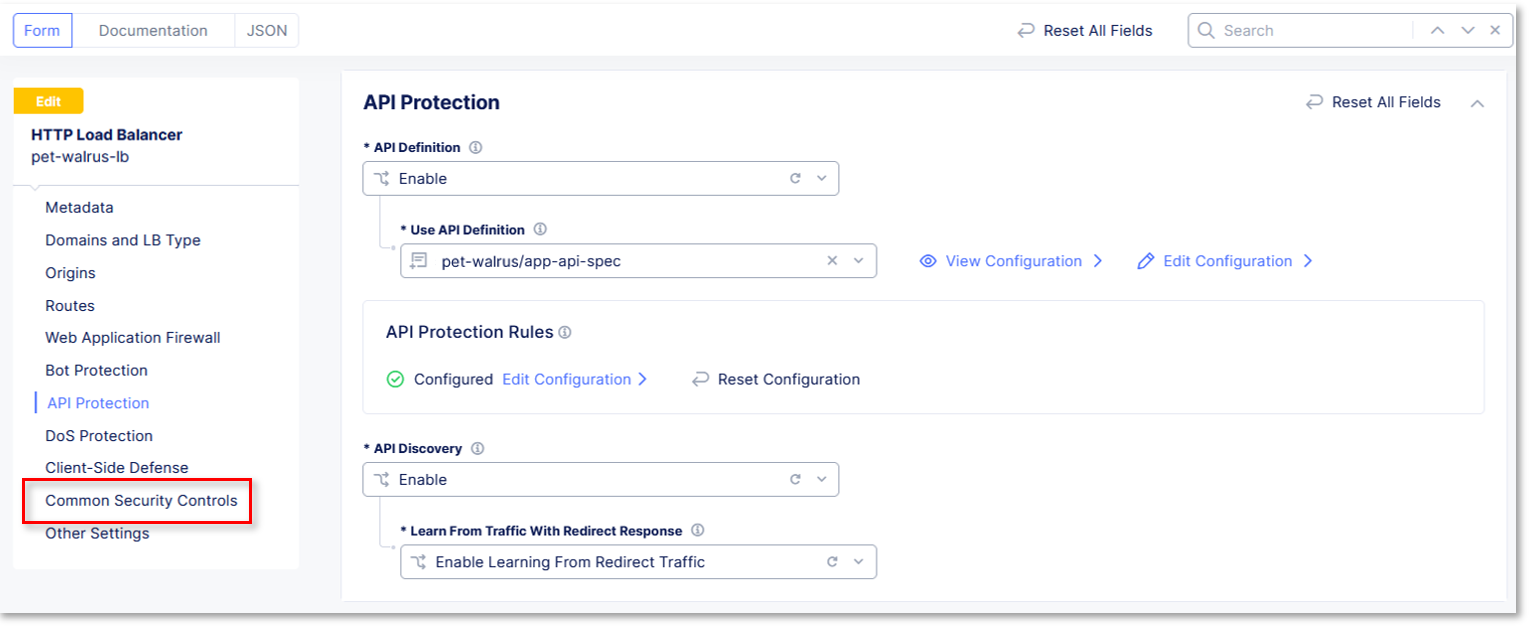 Form
Documentation
JSON
Reset All Fields
Search
Edit
HTTP Load Balancer
pet-walrus-lb
Metadata
Domains and LB Type
Origins
Routes
Web Application Firewall
Bot Protection
API Protection
DoS Protection
Client-Side Defense
Common Security Controls
Other Settings
API Protection
Reset All Fields
* API Definition
Enable
* Use API Definition
pet-walrus/app-api-spec
View Configuration
Edit Configuration
API Protection Rules
Configured Edit Configuration
Reset Configuration
* API Discovery
Enable
* Learn From Traffic With Redirect Response
Enable Learning From Redirect Traffic